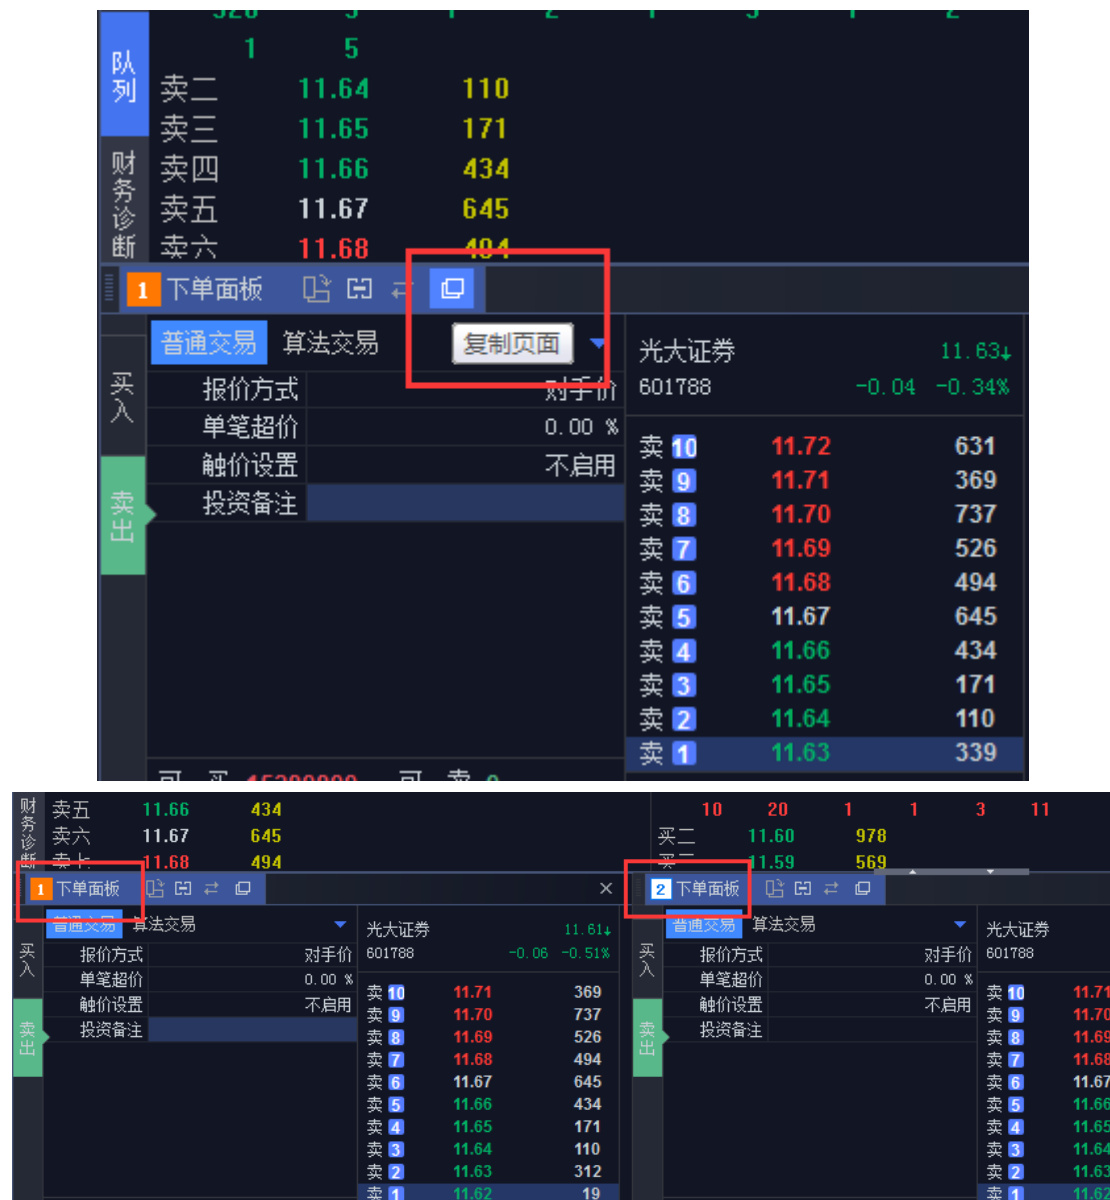 1 5
队列
卖二 11.64 110
卖三 11.65 171
财务诊断
卖四 11.66 434
卖五 11.67 645
卖六 11.68 494
1 下单面板
普通交易 算法交易 复制页面
买入
卖出
报价方式 对手价
单笔超价 0.00 %
触价设置 不启用
投资备注
光大证券 11.63↓
601788 -0.04 -0.34%
卖 10 11.72 631
卖 9 11.71 369
卖 8 11.70 737
卖 7 11.69 526
卖 6 11.68 494
卖 5 11.67 645
卖 4 11.66 434
卖 3 11.65 171
卖 2 11.64 110
卖 1 11.63 339
财务诊断
卖五 11.66 434
卖六 11.67 645
卖七 11.68 494
10 20 1 1 3 11
买二 11.60 978
买三 11.59 569
1 下单面板
普通交易 算法交易
买入
卖出
报价方式 对手价
单笔超价 0.00 %
触价设置 不启用
投资备注
光大证券 11.61↓
601788 -0.06 -0.51%
卖 10 11.71 369
卖 9 11.70 737
卖 8 11.69 526
卖 7 11.68 494
卖 6 11.67 645
卖 5 11.66 434
卖 4 11.65 171
卖 3 11.64 110
卖 2 11.63 312
卖 1 11.62 19
2 下单面板
普通交易 算法交易
买入
卖出
报价方式 对手价
单笔超价 0.00 %
触价设置 不启用
投资备注
光大证券
601788
卖 10 11.71
卖 9 11.70
卖 8 11.69
卖 7 11.68
卖 6 11.67
卖 5 11.66
卖 4 11.65
卖 3 11.64
卖 2 11.63
卖 1 11.62